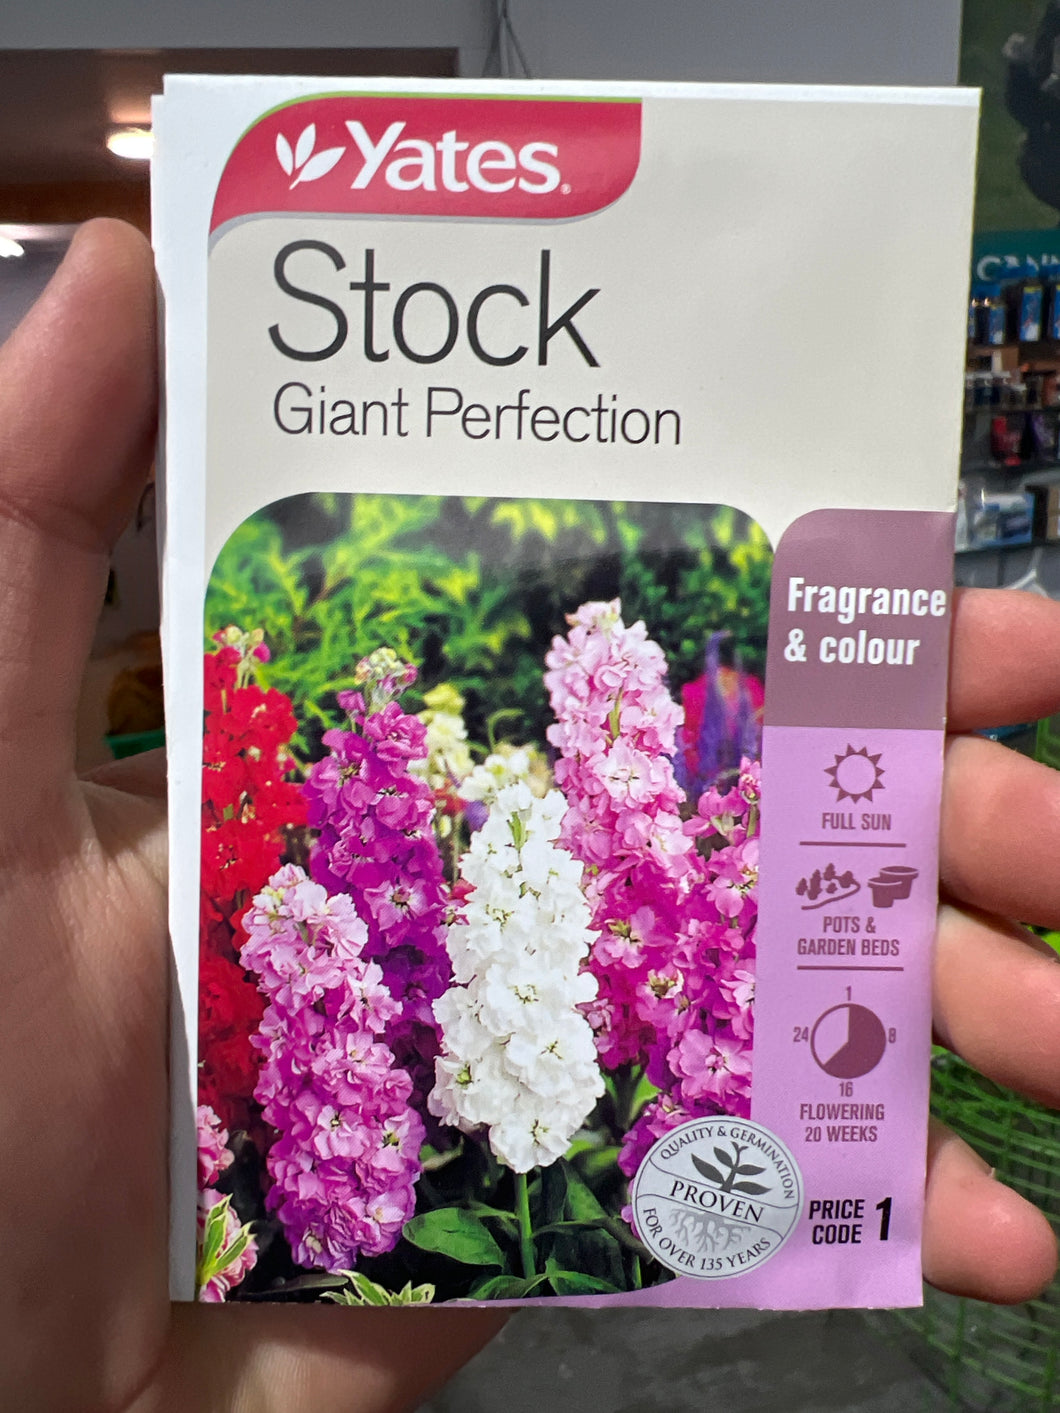 Yates
Stock
Giant Perfection
Fragrance
& colour
FULL SUN
POTS &
GARDEN BEDS
1
24 8
16
FLOWERING
20 WEEKS
QUALITY & GERMINATION
PROVEN
FOR OVER 135 YEARS
PRICE
CODE 1